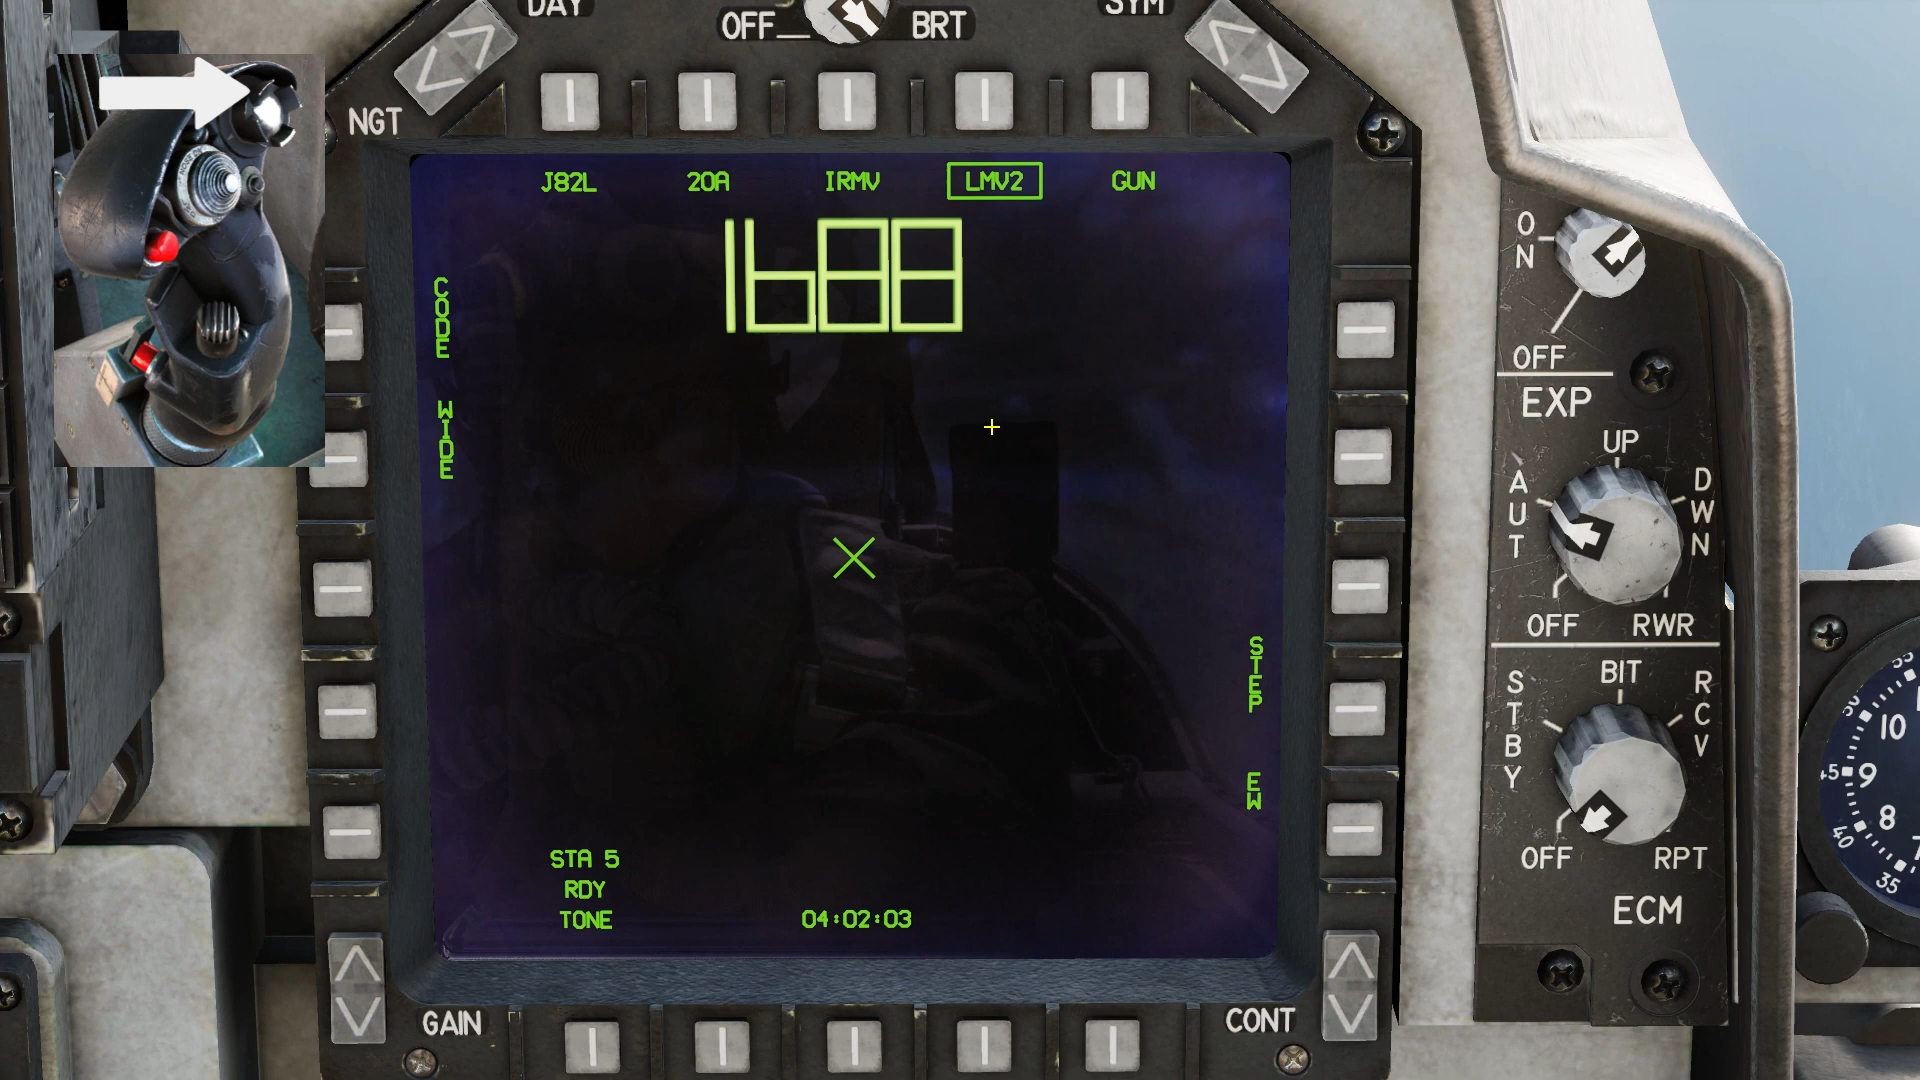 DAY
OFF
BRT
SYM
NGT
J82L 20A IRMV LMV2 GUN
1688
CODE
WIDE
STEP
EW
STA 5
RDY
TONE
04:02:03
GAIN
CONT
ON
OFF
EXP
UP
AUT
DWN
OFF
RWR
BIT
STBY
RCV
OFF
RPT
ECM
50
10
45
9
8
40
35